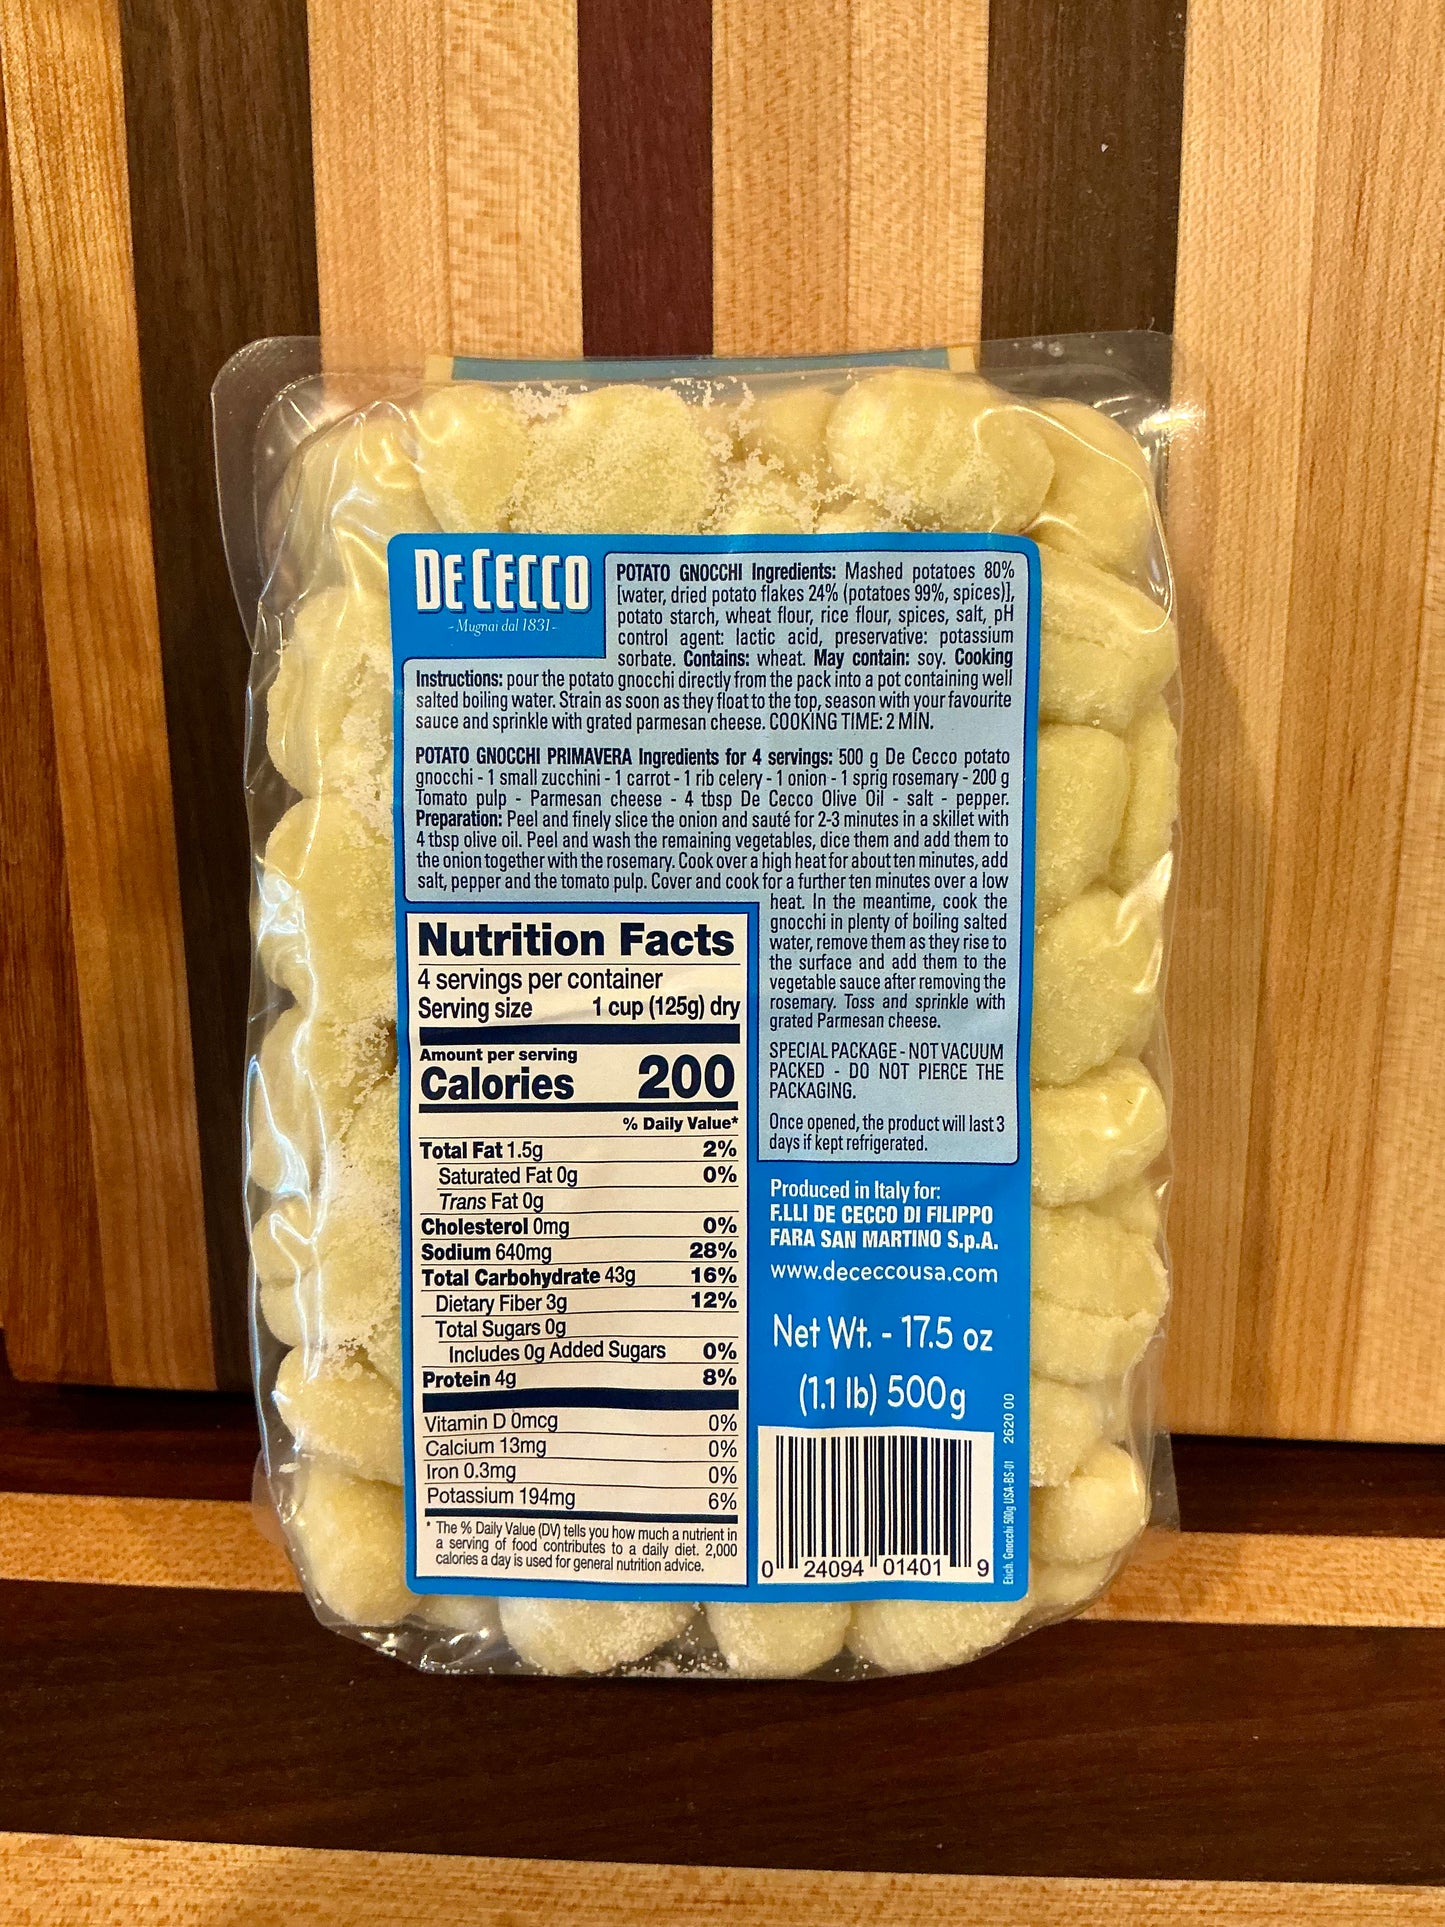 DE CECCO
- Mugnai dal 1831 -
POTATO GNOCCHI Ingredients: Mashed potatoes 80%
[water, dried potato flakes 24% (potatoes 99%, spices)],
potato starch, wheat flour, rice flour, spices, salt, pH
control agent: lactic acid, preservative: potassium
sorbate. Contains: wheat. May contain: soy. Cooking
Instructions: pour the potato gnocchi directly from the pack into a pot containing well
salted boiling water. Strain as soon as they float to the top, season with your favourite
sauce and sprinkle with grated parmesan cheese. COOKING TIME: 2 MIN.
POTATO GNOCCHI PRIMAVERA Ingredients for 4 servings: 500 g De Cecco potato
gnocchi - 1 small zucchini - 1 carrot - 1 rib celery - 1 onion - 1 sprig rosemary - 200 g
Tomato pulp - Parmesan cheese - 4 tbsp De Cecco Olive Oil - salt - pepper.
Preparation: Peel and finely slice the onion and sauté for 2-3 minutes in a skillet with
4 tbsp olive oil. Peel and wash the remaining vegetables, dice them and add them to
the onion together with the rosemary. Cook over a high heat for about ten minutes, add
salt, pepper and the tomato pulp. Cover and cook for a further ten minutes over a low
heat. In the meantime, cook the
gnocchi in plenty of boiling salted
water, remove them as they rise to
the surface and add them to the
vegetable sauce after removing the
rosemary. Toss and sprinkle with
grated Parmesan cheese.
SPECIAL PACKAGE - NOT VACUUM
PACKED - DO NOT PIERCE THE
PACKAGING.
Once opened, the product will last 3
days if kept refrigerated.
Nutrition Facts
4 servings per container
Serving size 1 cup (125g) dry
Amount per serving
Calories 200
% Daily Value*
Total Fat 1.5g 2%
Saturated Fat 0g 0%
Trans Fat 0g
Cholesterol 0mg 0%
Sodium 640mg 28%
Total Carbohydrate 43g 16%
Dietary Fiber 3g 12%
Total Sugars 0g
Includes 0g Added Sugars 0%
Protein 4g 8%
Vitamin D 0mcg 0%
Calcium 13mg 0%
Iron 0.3mg 0%
Potassium 194mg 6%
* The % Daily Value (DV) tells you how much a nutrient in
a serving of food contributes to a daily diet. 2,000
calories a day is used for general nutrition advice.
Produced in Italy for:
F.LLI DE CECCO DI FILIPPO
FARA SAN MARTINO S.p.A.
www.dececcousa.com
Net Wt. - 17.5 oz
(1.1 lb) 500g
0 24094 01401 9
Etich. Gnocchi 500g USA-BS-01 2620 00